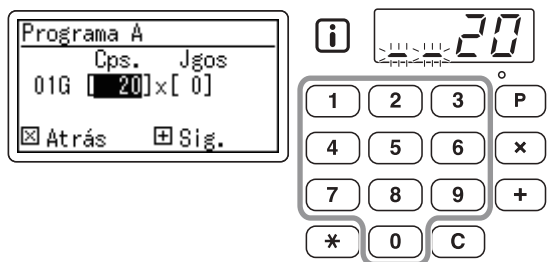 Programa A
Cps. Jgos
01G [ 20]×[ 0]
☒ Atrás ⊞ Sig.
i
_ _ 20
1 2 3 P
4 5 6 ×
7 8 9 +
* 0 C